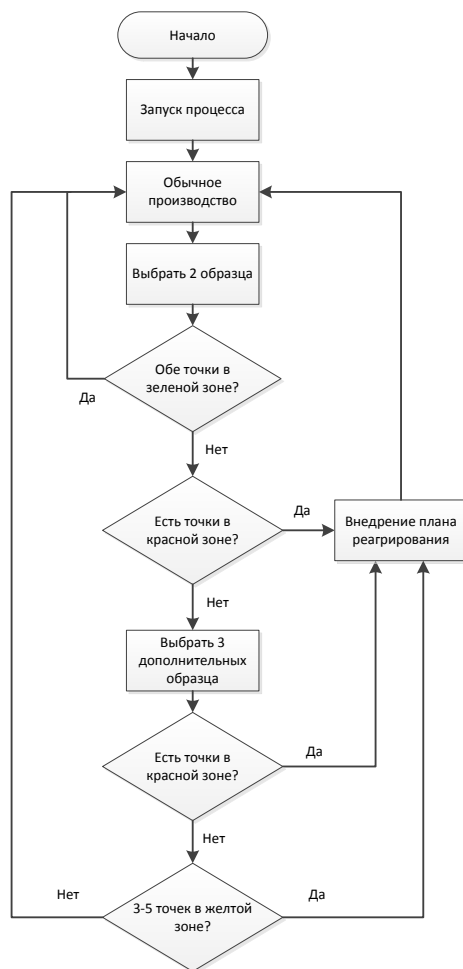 Начало
Запуск процесса
Обычное
производство
Выбрать 2 образца
Обе точки в
зеленой зоне?
Да
Нет
Есть точки в
красной зоне?
Да
Внедрение плана
реагрирования
Нет
Выбрать 3
дополнительных
образца
Есть точки в
красной зоне?
Да
Нет
3-5 точек в желтой
зоне?
Нет
Да